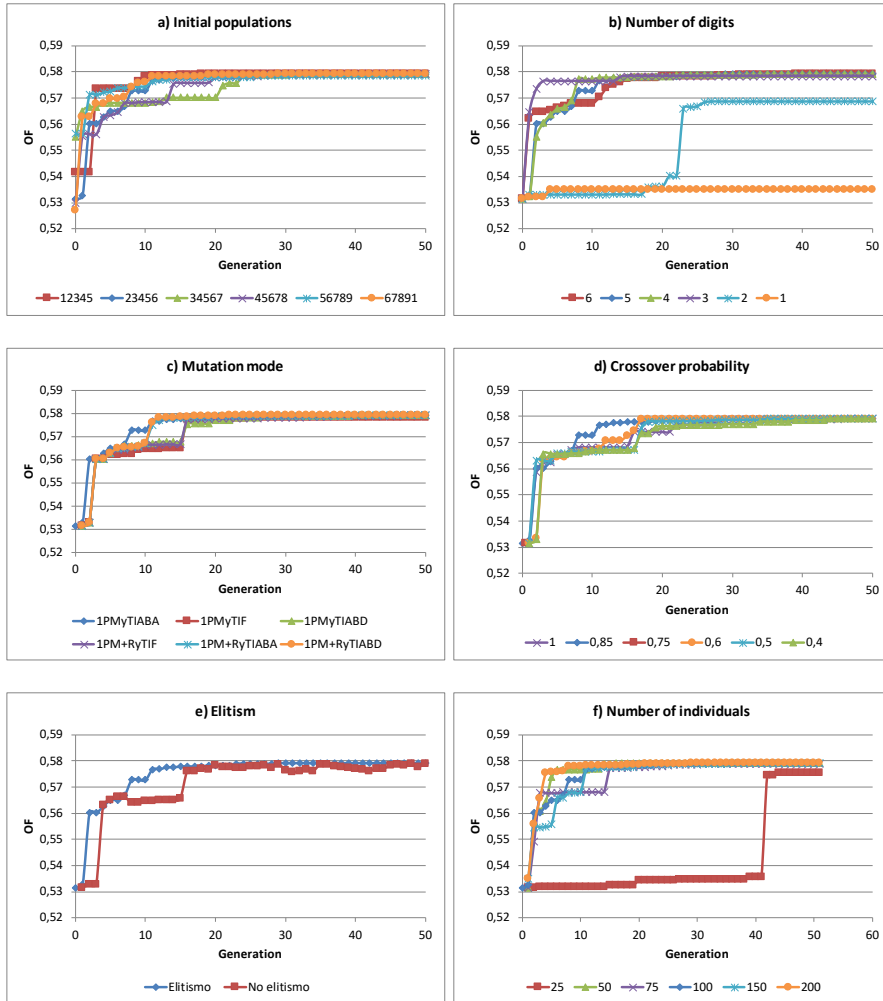 a) Initial populations
0,59
0,58
0,57
0,56
0,55
0,54
0,53
0,52
OF
0 10 20 30 40 50
Generation
12345 23456 34567 45678 56789 67891
b) Number of digits
0,59
0,58
0,57
0,56
0,55
0,54
0,53
0,52
OF
0 10 20 30 40 50
Generation
6 5 4 3 2 1
c) Mutation mode
0,59
0,58
0,57
0,56
0,55
0,54
0,53
0,52
OF
0 10 20 30 40 50
Generation
1PMyTIABA 1PMyTIF 1PMyTIABD
1PM+RyTIF 1PM+RyTIABA 1PM+RyTIABD
d) Crossover probability
0,59
0,58
0,57
0,56
0,55
0,54
0,53
0,52
OF
0 10 20 30 40 50
Generation
1 0,85 0,75 0,6 0,5 0,4
e) Elitism
0,59
0,58
0,57
0,56
0,55
0,54
0,53
0,52
OF
0 10 20 30 40 50
Generation
Elitismo No elitismo
f) Number of individuals
0,59
0,58
0,57
0,56
0,55
0,54
0,53
0,52
OF
0 10 20 30 40 50 60
Generation
25 50 75 100 150 200